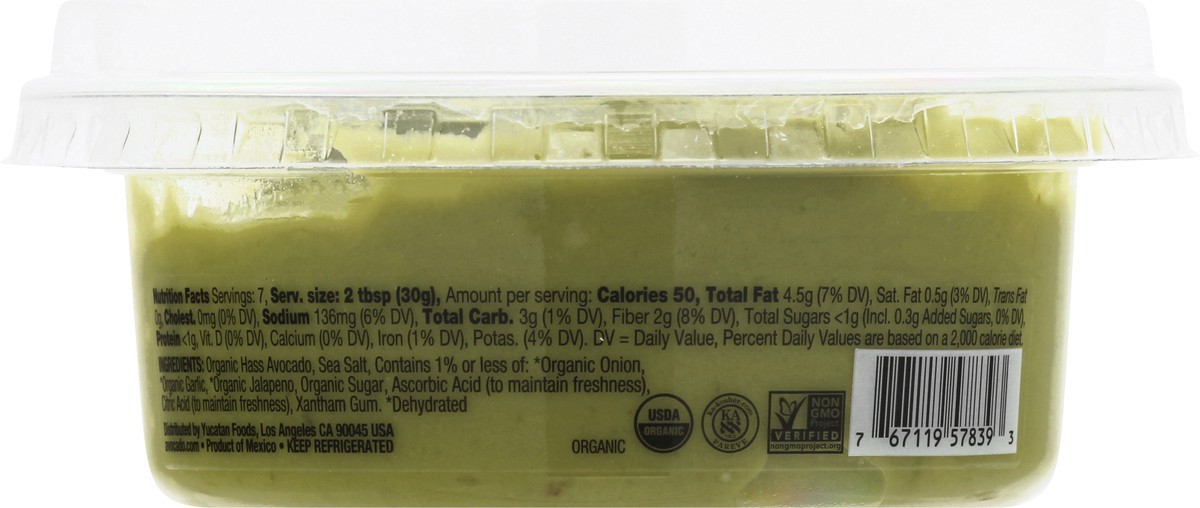 Nutrition Facts Servings: 7, Serv. size: 2 tbsp (30g), Amount per serving: Calories 50, Total Fat 4.5g (7% DV), Sat. Fat 0.5g (3% DV), Trans Fat
0g, Cholest. 0mg (0% DV), Sodium 136mg (6% DV), Total Carb. 3g (1% DV), Fiber 2g (8% DV), Total Sugars <1g (Incl. 0.3g Added Sugars, 0% DV),
Protein <1g, Vit. D (0% DV), Calcium (0% DV), Iron (1% DV), Potas. (4% DV). DV = Daily Value, Percent Daily Values are based on a 2,000 calorie diet.
INGREDIENTS: Organic Hass Avocado, Sea Salt, Contains 1% or less of: *Organic Onion,
*Organic Garlic, *Organic Jalapeno, Organic Sugar, Ascorbic Acid (to maintain freshness),
Citric Acid (to maintain freshness), Xantham Gum. *Dehydrated
Distributed by Yucatan Foods, Los Angeles CA 90045 USA
avocado.com • Product of Mexico • KEEP REFRIGERATED
ORGANIC
USDA
ORGANIC
ka-kosher.com
KA
PAREVE
NON
GMO
Project
VERIFIED
nongmoproject.org
7 67119 57839 3